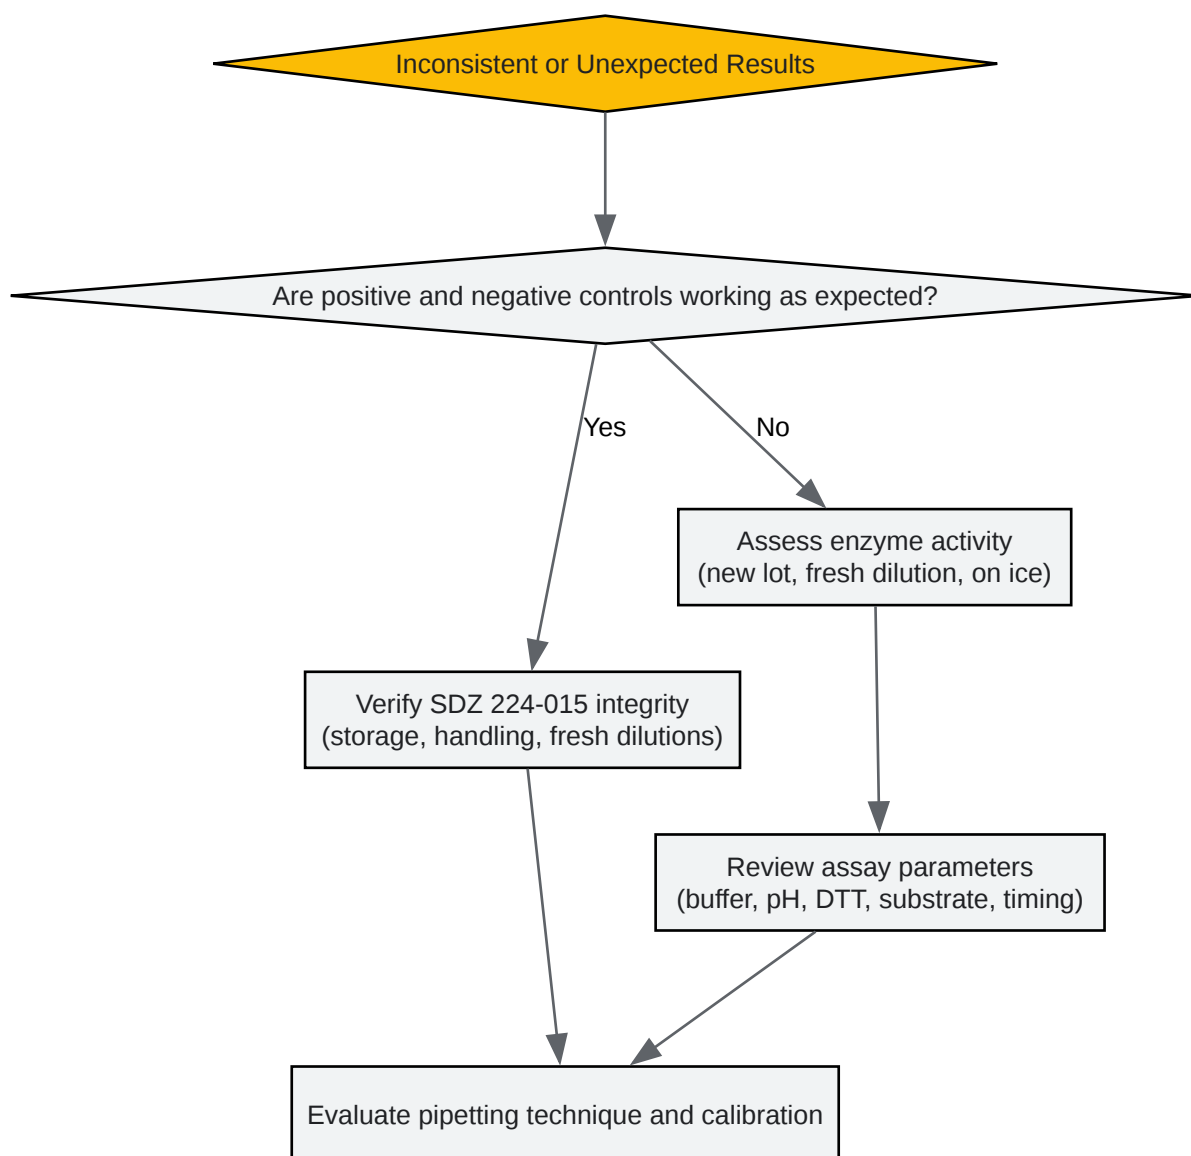 Inconsistent or Unexpected Results
Are positive and negative controls working as expected?
Yes
No
Assess enzyme activity
(new lot, fresh dilution, on ice)
Verify SDZ 224-015 integrity
(storage, handling, fresh dilutions)
Review assay parameters
(buffer, pH, DTT, substrate, timing)
Evaluate pipetting technique and calibration